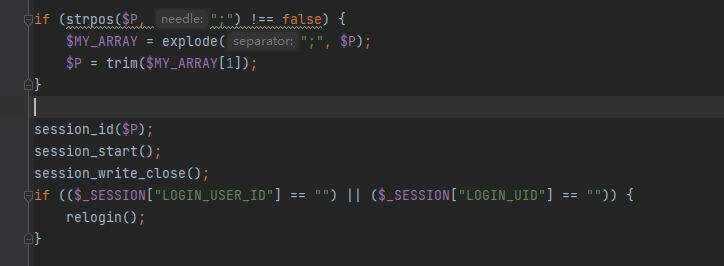 if (strpos($P, needle: ";") !== false) {
$MY_ARRAY = explode( separator: ";", $P);
$P = trim($MY_ARRAY[1]);
}
session_id($P);
session_start();
session_write_close();
if (($_SESSION["LOGIN_USER_ID"] == "") || ($_SESSION["LOGIN_UID"] == "")) {
relogin();
}